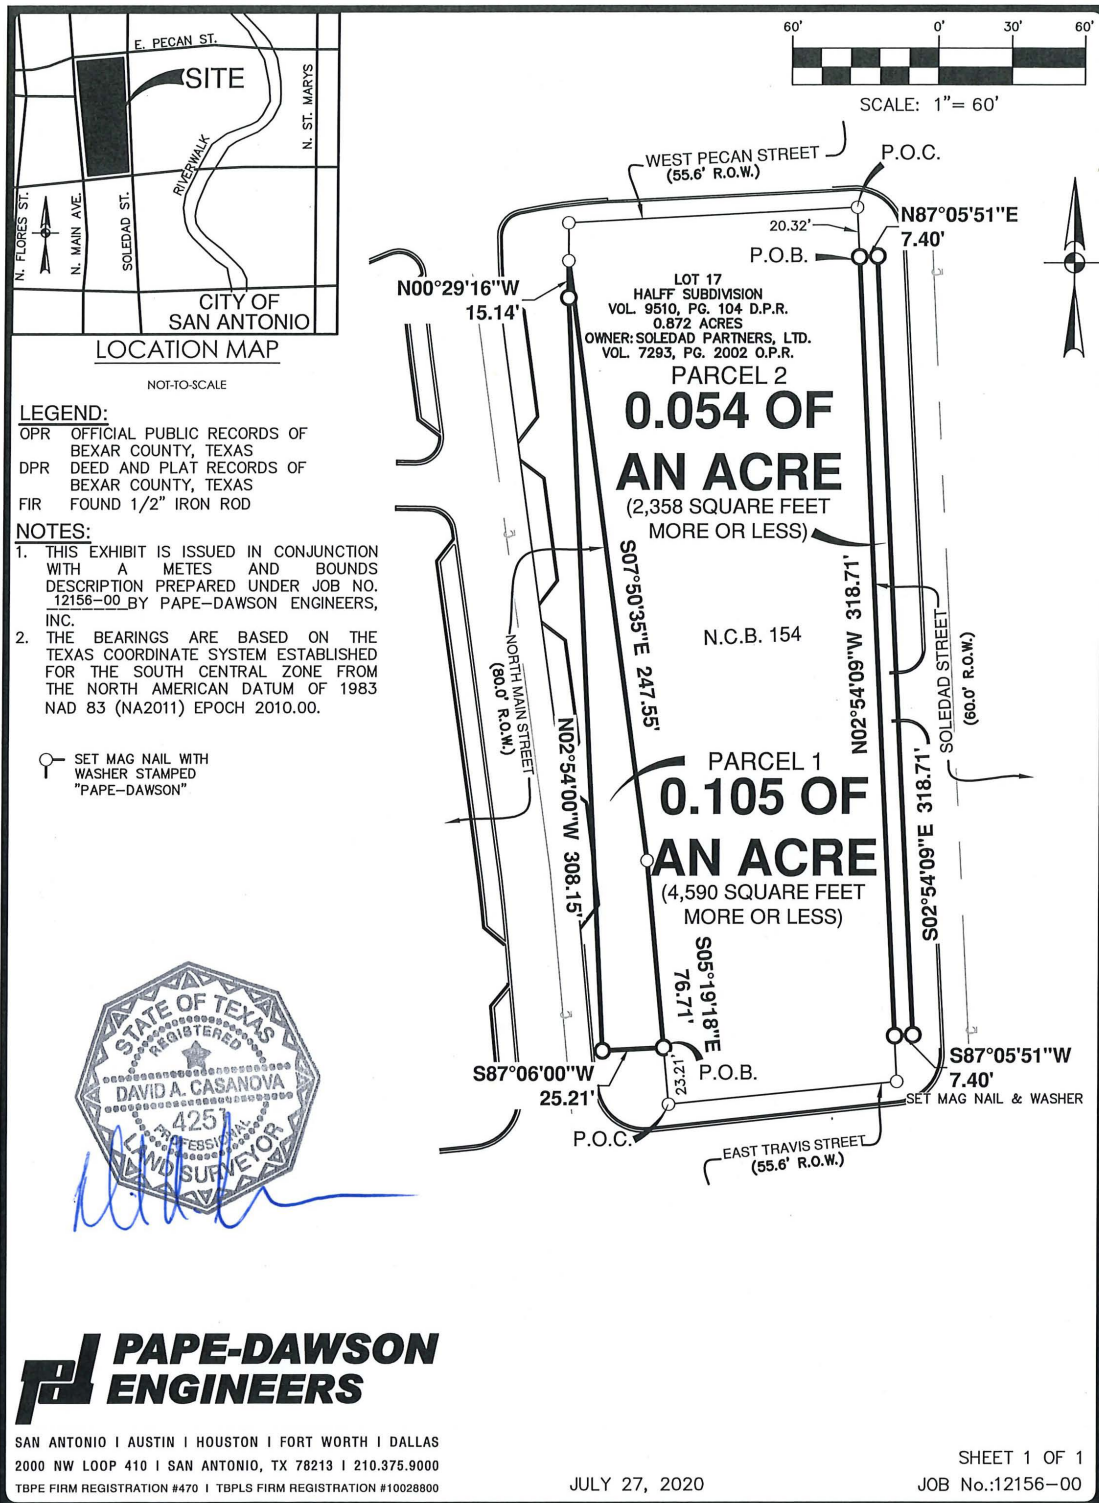 E. PECAN ST.
SITE
N. ST. MARYS
RIVERWALK
N. FLORES ST.
N. MAIN AVE.
SOLEDAD ST.
CITY OF
SAN ANTONIO
LOCATION MAP
NOT-TO-SCALE
LEGEND:
OPR OFFICIAL PUBLIC RECORDS OF
BEXAR COUNTY, TEXAS
DPR DEED AND PLAT RECORDS OF
BEXAR COUNTY, TEXAS
FIR FOUND 1/2" IRON ROD
NOTES:
1. THIS EXHIBIT IS ISSUED IN CONJUNCTION
WITH A METES AND BOUNDS
DESCRIPTION PREPARED UNDER JOB NO.
12156-00 BY PAPE-DAWSON ENGINEERS,
INC.
2. THE BEARINGS ARE BASED ON THE
TEXAS COORDINATE SYSTEM ESTABLISHED
FOR THE SOUTH CENTRAL ZONE FROM
THE NORTH AMERICAN DATUM OF 1983
NAD 83 (NA2011) EPOCH 2010.00.
SET MAG NAIL WITH
WASHER STAMPED
"PAPE-DAWSON"
60' 0' 30' 60'
SCALE: 1"= 60'
WEST PECAN STREET
(55.6' R.O.W.)
P.O.C.
20.32'
N87°05'51"E
7.40'
P.O.B.
N00°29'16"W
15.14'
LOT 17
HALFF SUBDIVISION
VOL. 9510, PG. 104 D.P.R.
0.872 ACRES
OWNER: SOLEDAD PARTNERS, LTD.
VOL. 7293, PG. 2002 O.P.R.
PARCEL 2
0.054 OF
AN ACRE
(2,358 SQUARE FEET
MORE OR LESS)
S07°50'35"E 247.55'
N.C.B. 154
N02°54'09"W 318.71'
SOLEDAD STREET
(60.0' R.O.W.)
NORTH MAIN STREET
(80.0' R.O.W.)
N02°54'00"W 308.15'
PARCEL 1
0.105 OF
AN ACRE
(4,590 SQUARE FEET
MORE OR LESS)
S02°54'09"E 318.71'
S05°19'18"E
76.71'
S87°06'00"W
25.21'
23.21'
P.O.B.
P.O.C.
S87°05'51"W
7.40'
SET MAG NAIL & WASHER
EAST TRAVIS STREET
(55.6' R.O.W.)
STATE OF TEXAS
REGISTERED
DAVID A. CASANOVA
4251
PROFESSIONAL
LAND SURVEYOR
pd PAPE-DAWSON
ENGINEERS
SAN ANTONIO I AUSTIN I HOUSTON I FORT WORTH I DALLAS
2000 NW LOOP 410 I SAN ANTONIO, TX 78213 I 210.375.9000
TBPE FIRM REGISTRATION #470 I TBPLS FIRM REGISTRATION #10028800
JULY 27, 2020
SHEET 1 OF 1
JOB No.:12156-00